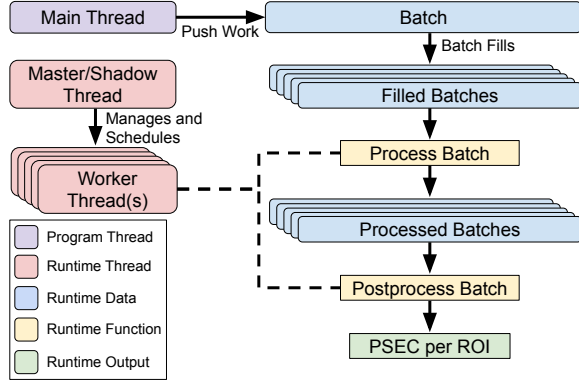 Main Thread
Push Work
Batch
Batch Fills
Master/Shadow
Thread
Filled Batches
Manages and
Schedules
Process Batch
Worker
Thread(s)
Processed Batches
Program Thread
Runtime Thread
Runtime Data
Postprocess Batch
Runtime Function
PSEC per ROI
Runtime Output